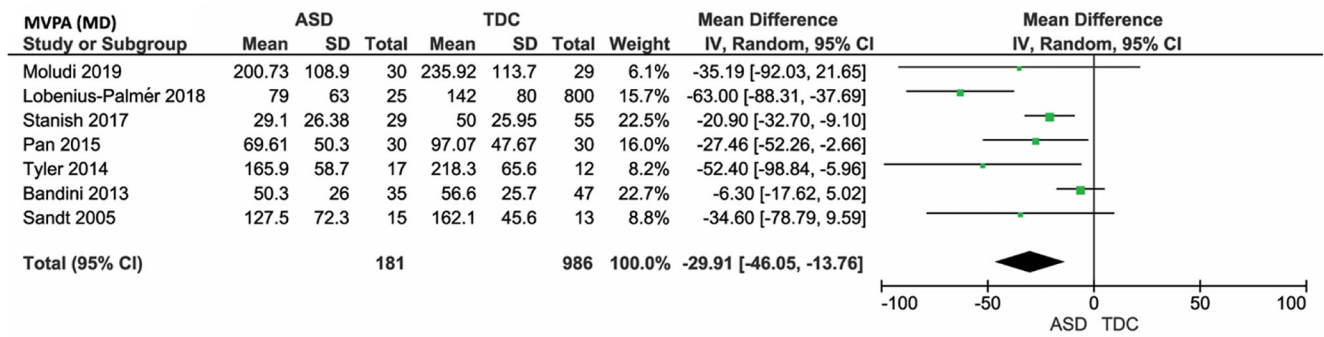 MVPA (MD) ASD TDC Mean Difference Mean Difference
Study or Subgroup Mean SD Total Mean SD Total Weight IV, Random, 95% CI IV, Random, 95% CI
Moludi 2019 200.73 108.9 30 235.92 113.7 29 6.1% -35.19 [-92.03, 21.65]
Lobenius-Palmér 2018 79 63 25 142 80 800 15.7% -63.00 [-88.31, -37.69]
Stanish 2017 29.1 26.38 29 50 25.95 55 22.5% -20.90 [-32.70, -9.10]
Pan 2015 69.61 50.3 30 97.07 47.67 30 16.0% -27.46 [-52.26, -2.66]
Tyler 2014 165.9 58.7 17 218.3 65.6 12 8.2% -52.40 [-98.84, -5.96]
Bandini 2013 50.3 26 35 56.6 25.7 47 22.7% -6.30 [-17.62, 5.02]
Sandt 2005 127.5 72.3 15 162.1 45.6 13 8.8% -34.60 [-78.79, 9.59]
Total (95% CI) 181 986 100.0% -29.91 [-46.05, -13.76]
-100 -50 0 50 100
ASD TDC